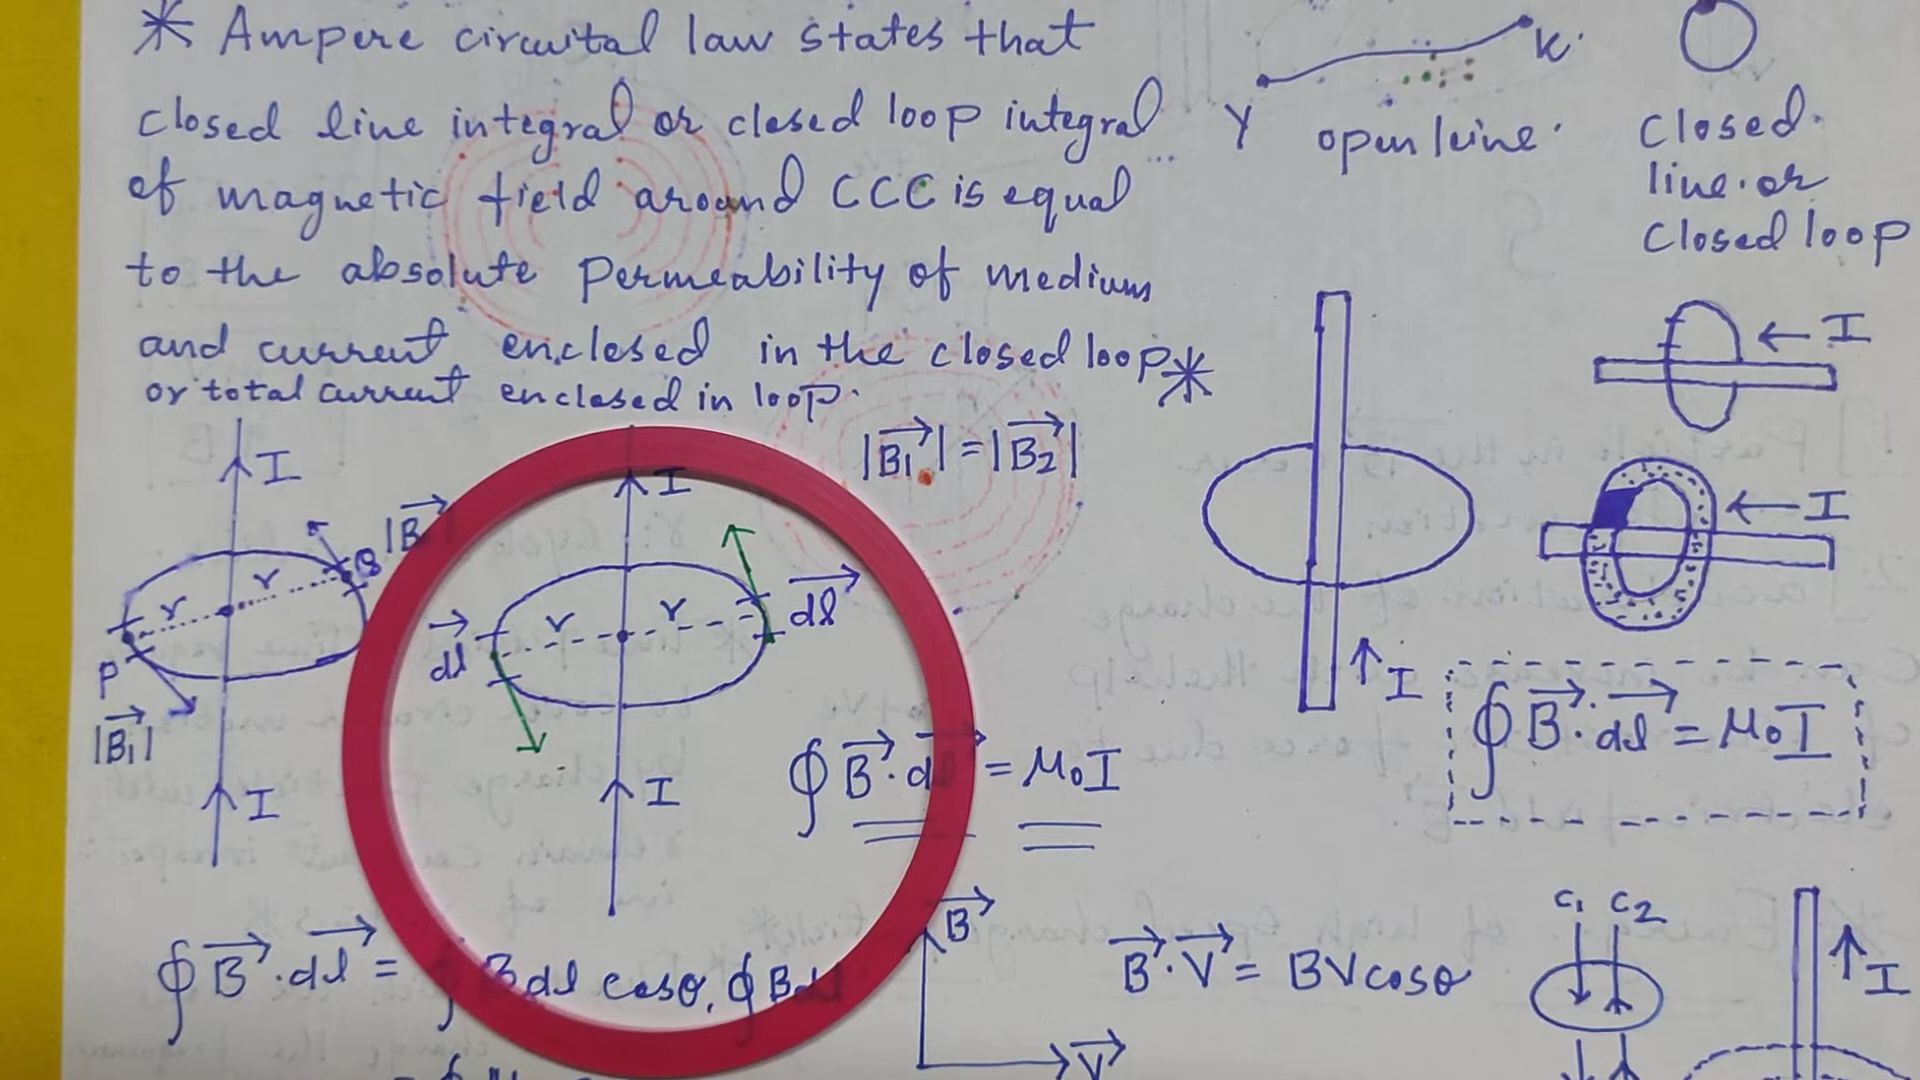 * Ampere circuital law states that
closed line integral or closed loop integral
of magnetic field around CCC is equal
to the absolute permeability of medium
and current enclosed in the closed loop *
or total current enclosed in loop.
Y K.
open line.
closed.
line or
closed loop
← I
← I
↑ I
|B₁→| = |B₂→|
I
|B→|
r r
P
|B₁→|
I
I
r r
dl→
dl→
I
∮ B→ . dl→ = μ₀I
∮ B→ . dl→ = μ₀I
∮ B→ . dl→ = ∮ Bdl cosθ, ∮ Bdl
B→
V→
B→ . V→ = BV cosθ
C₁ C₂
↑ I